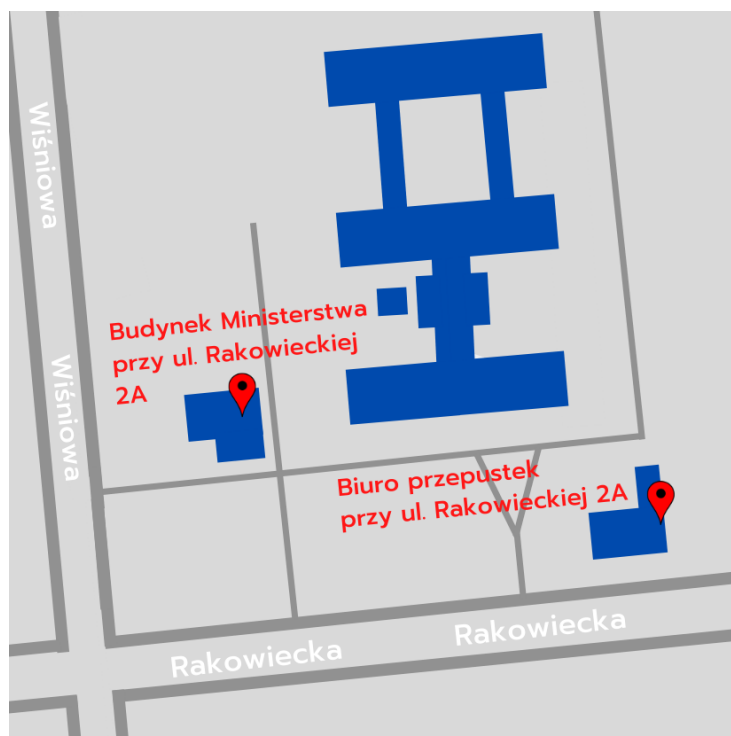 Wiśniowa
Budynek Ministerstwa
przy ul. Rakowieckiej
2A
Wiśniowa
Biuro przepustek
przy ul. Rakowieckiej 2A
Rakowiecka
Rakowiecka